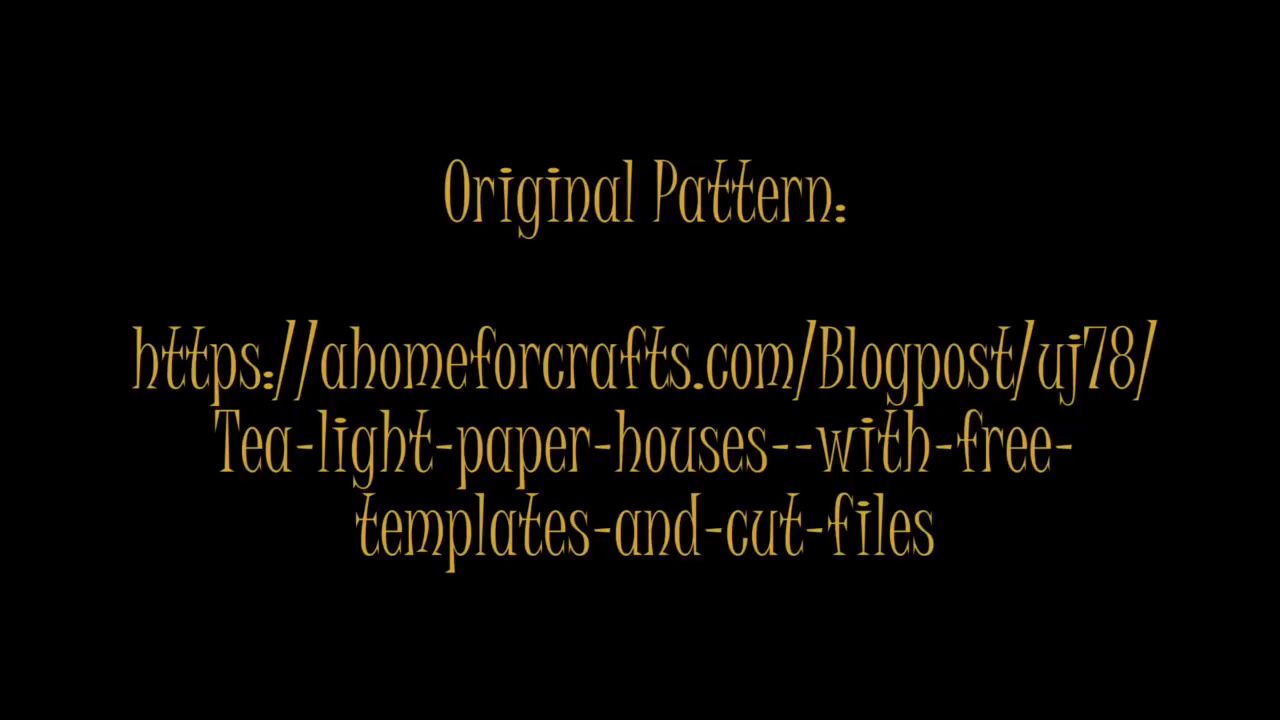 Original Pattern:
https://ahomeforcrafts.com/Blogpost/uj78/
Tea-light-paper-houses--with-free-
templates-and-cut-files